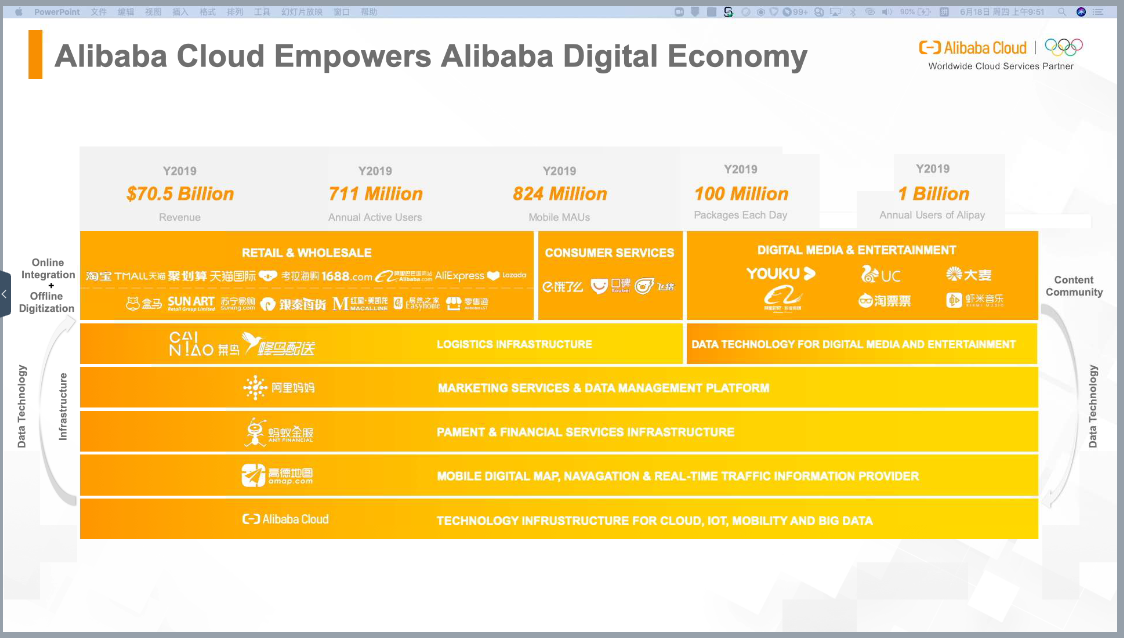 PowerPoint 文件 编辑 视图 插入 格式 排列 工具 幻灯片放映 窗口 帮助 99+ 90% 6月18日 周四 上午9:51
Alibaba Cloud Empowers Alibaba Digital Economy
Alibaba Cloud
Worldwide Cloud Services Partner
Y2019 Y2019 Y2019 Y2019 Y2019
$70.5 Billion 711 Million 824 Million 100 Million 1 Billion
Revenue Annual Active Users Mobile MAUs Packages Each Day Annual Users of Alipay
Online
Integration
+
Offline
Digitization
RETAIL & WHOLESALE
淘宝 TMALL天猫 聚划算 天猫国际 考拉海购 1688.com Alibaba.com AliExpress Lazada
盒马 SUN ART Retail Group Limited 苏宁易购 Suning.com 银泰百货 MACALLINE 居然之家 Easyhome 零售通
CONSUMER SERVICES
饿了么 口碑 飞猪
DIGITAL MEDIA & ENTERTAINMENT
YOUKU UC 大麦
淘票票 虾米音乐
Content
Community
CAI
NIAO 菜鸟 蜂鸟配送 LOGISTICS INFRASTRUCTURE
DATA TECHNOLOGY FOR DIGITAL MEDIA AND ENTERTAINMENT
阿里妈妈 MARKETING SERVICES & DATA MANAGEMENT PLATFORM
蚂蚁金服 ANT FINANCIAL PAMENT & FINANCIAL SERVICES INFRASTRUCTURE
高德地图 amap.com MOBILE DIGITAL MAP, NAVAGATION & REAL-TIME TRAFFIC INFORMATION PROVIDER
Alibaba Cloud TECHNOLOGY INFRUSTRUCTURE FOR CLOUD, IOT, MOBILITY AND BIG DATA
Data Technology
Infrastructure
Data Technology